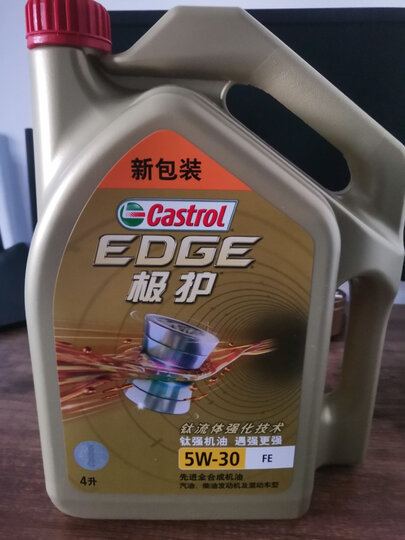 新包装
Castrol
EDGE
极护
钛流体强化技术
钛强机油 遇强更强
5W-30 FE
先进全合成机油
汽油、柴油发动机及混动车型
4升